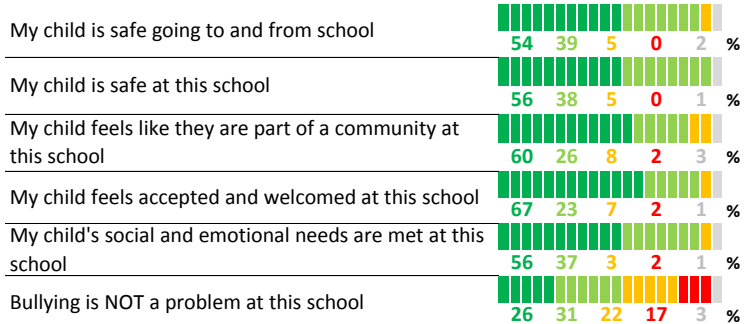 My child is safe going to and from school
54 39 5 0 2 %
My child is safe at this school
56 38 5 0 1 %
My child feels like they are part of a community at
this school
60 26 8 2 3 %
My child feels accepted and welcomed at this school
67 23 7 2 1 %
My child's social and emotional needs are met at this
school
56 37 3 2 1 %
Bullying is NOT a problem at this school
26 31 22 17 3 %